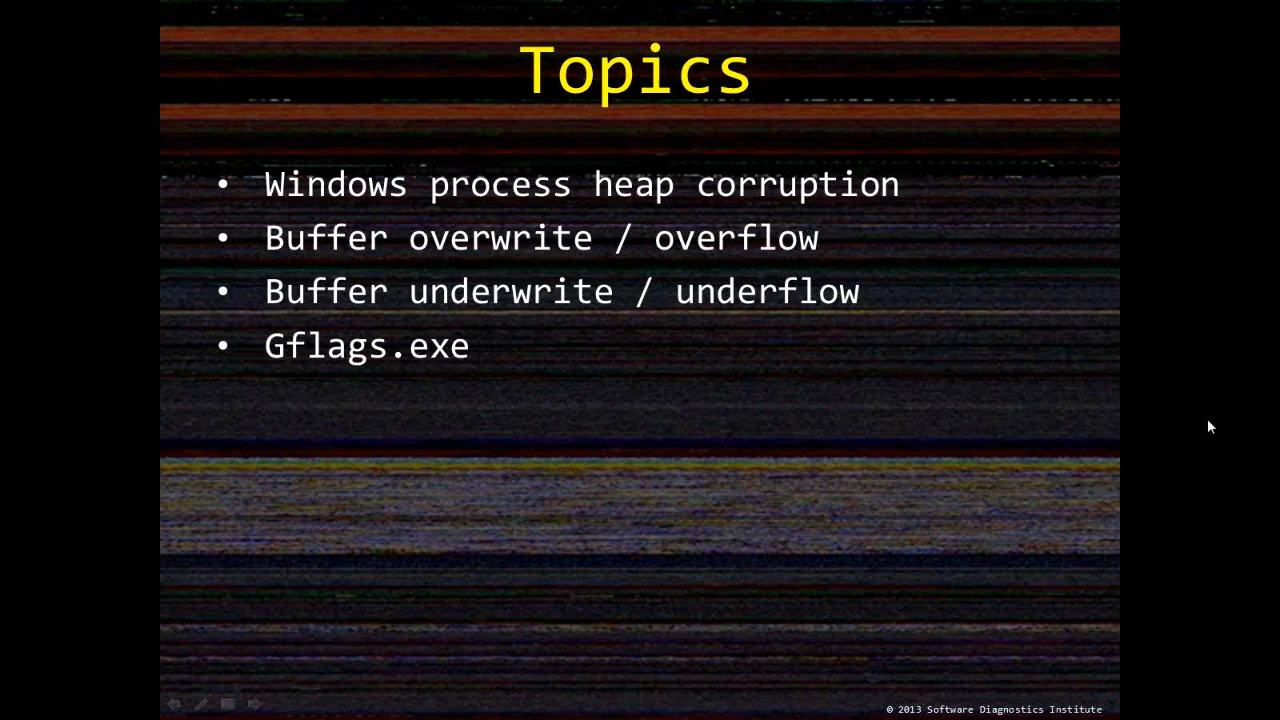 Topics
• Windows process heap corruption
• Buffer overwrite / overflow
• Buffer underwrite / underflow
• Gflags.exe
© 2013 Software Diagnostics Institute